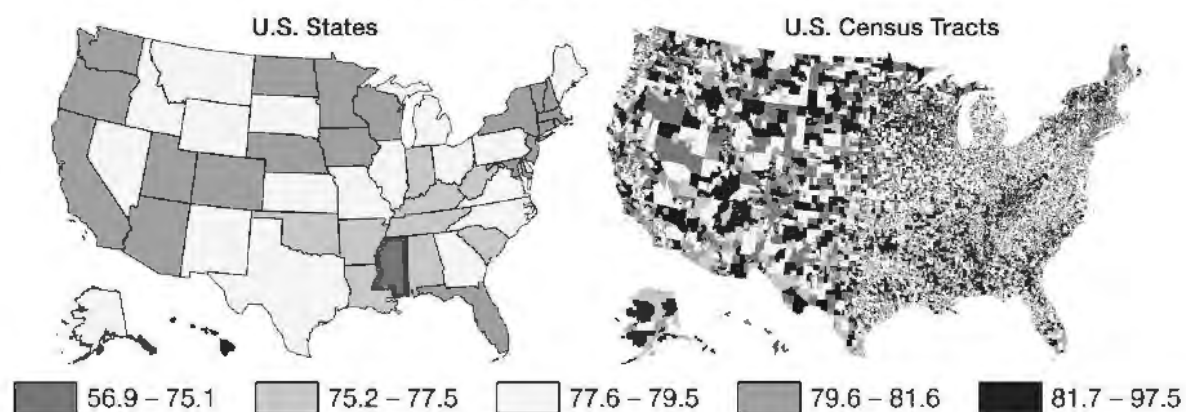 U.S. States
U.S. Census Tracts
56.9 – 75.1
75.2 – 77.5
77.6 – 79.5
79.6 – 81.6
81.7 – 97.5